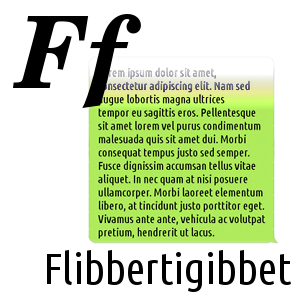 Ff
orem ipsum dolor sit amet,
consectetur adipiscing elit. Nam sed
augue lobortis magna ultrices
tempor eu sagittis eros. Pellentesque
sit amet lorem vel purus condimentum
malesuada quis sit amet dui. Morbi
consequat tempus justo sed semper.
Fusce dignissim accumsan tellus vitae
aliquet. In nec quam at nisi posuere
ullamcorper. Morbi laoreet elementum
libero, at tincidunt justo porttitor eget.
Vivamus ante ante, vehicula ac volutpat
pretium, hendrerit ut lacus.
Flibbertigibbet